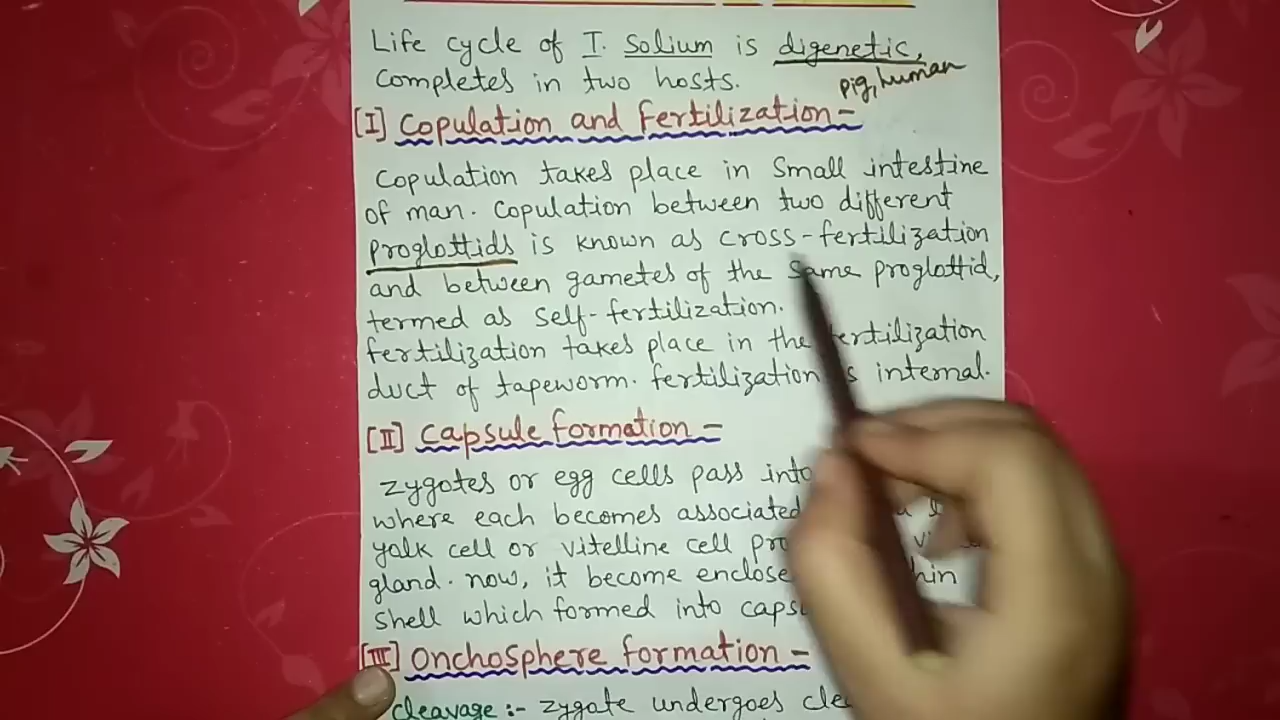 Life cycle of T. Solium is digenetic,
Completes in two hosts.
pig, human
[I] Copulation and Fertilization -
Copulation takes place in Small intestine
of man. Copulation between two different
proglottids is known as cross-fertilization
and between gametes of the Same proglottid,
termed as Self-fertilization.
fertilization takes place in the fertilization
duct of tapeworm. fertilization is internal.
[II] Capsule formation -
zygotes or egg cells pass into
where each becomes associated
yolk cell or vitelline cell
gland. now, it become
Shell which formed into
[III] Onchosphere formation -
cleavage :- zygote undergoes